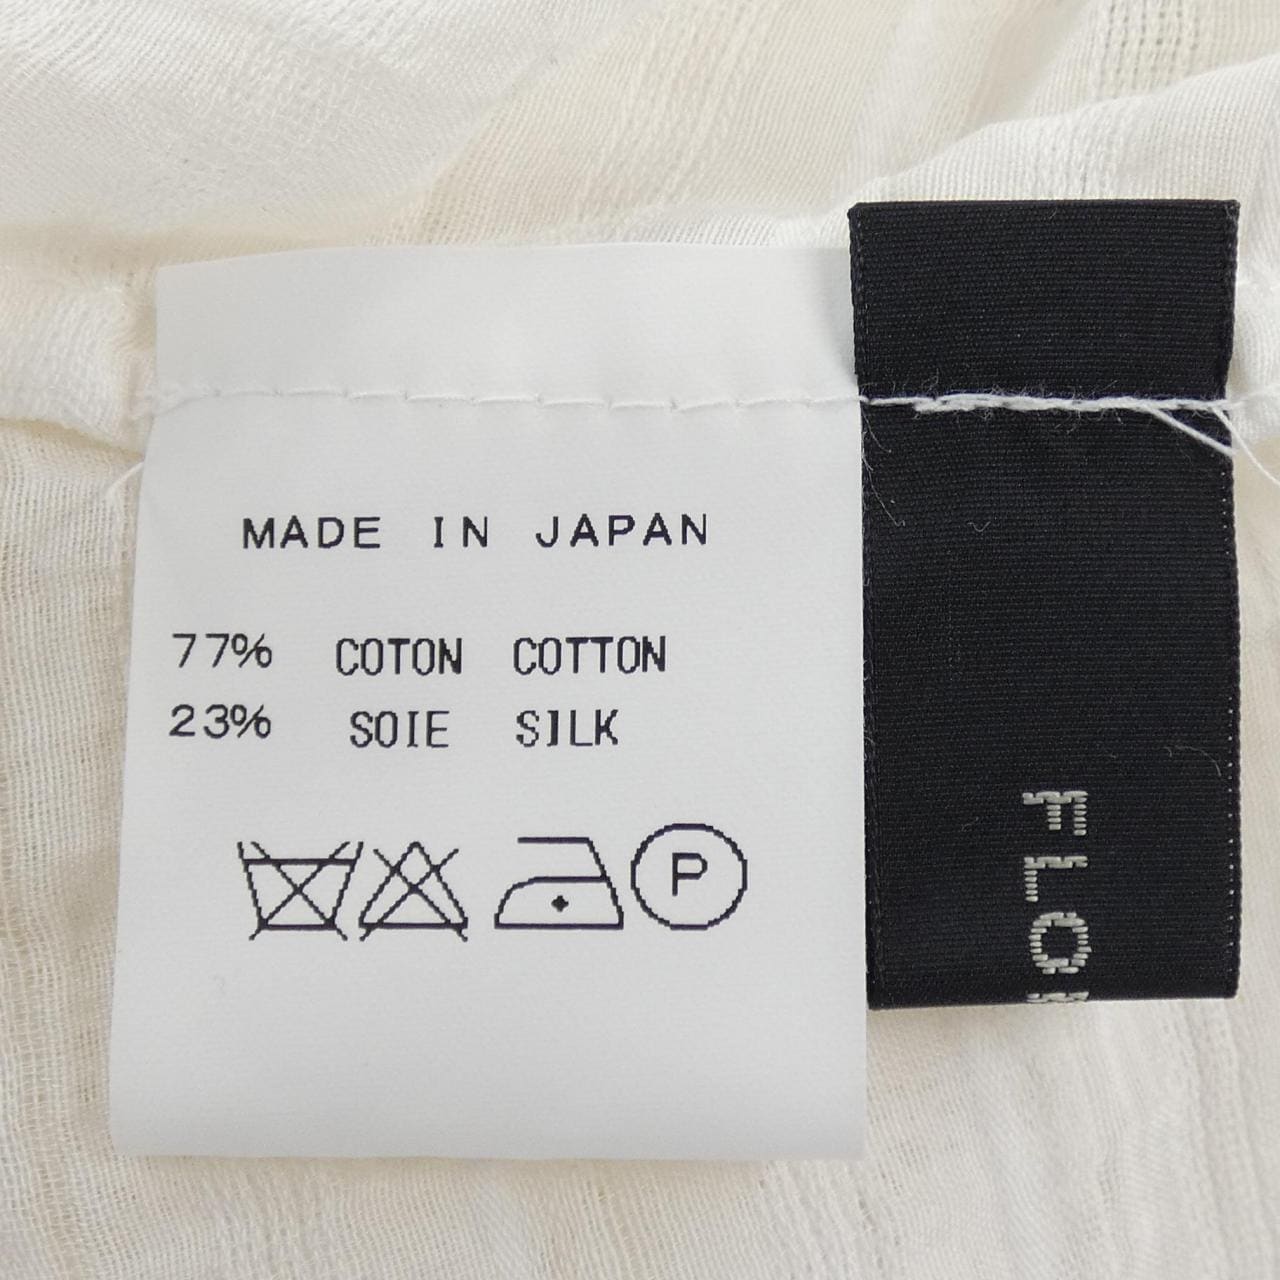 MADE IN JAPAN
77% COTON COTTON
23% SOIE SILK
P
FLO